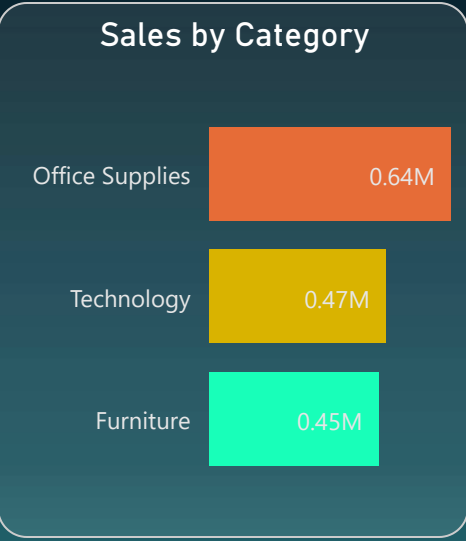 Sales by Category
Office Supplies 0.64M
Technology 0.47M
Furniture 0.45M